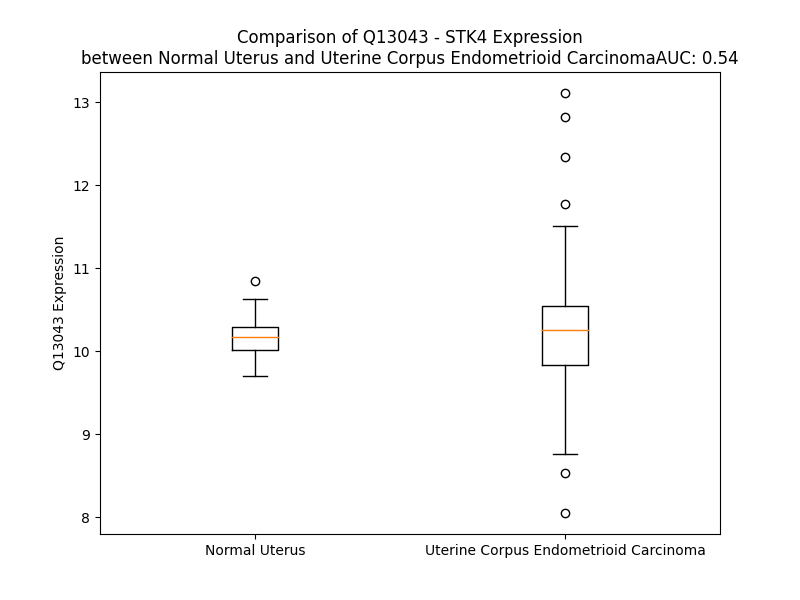 Comparison of Q13043 - STK4 Expression
between Normal Uterus and Uterine Corpus Endometrioid CarcinomaAUC: 0.54
Q13043 Expression
13
12
11
10
9
8
Normal Uterus
Uterine Corpus Endometrioid Carcinoma